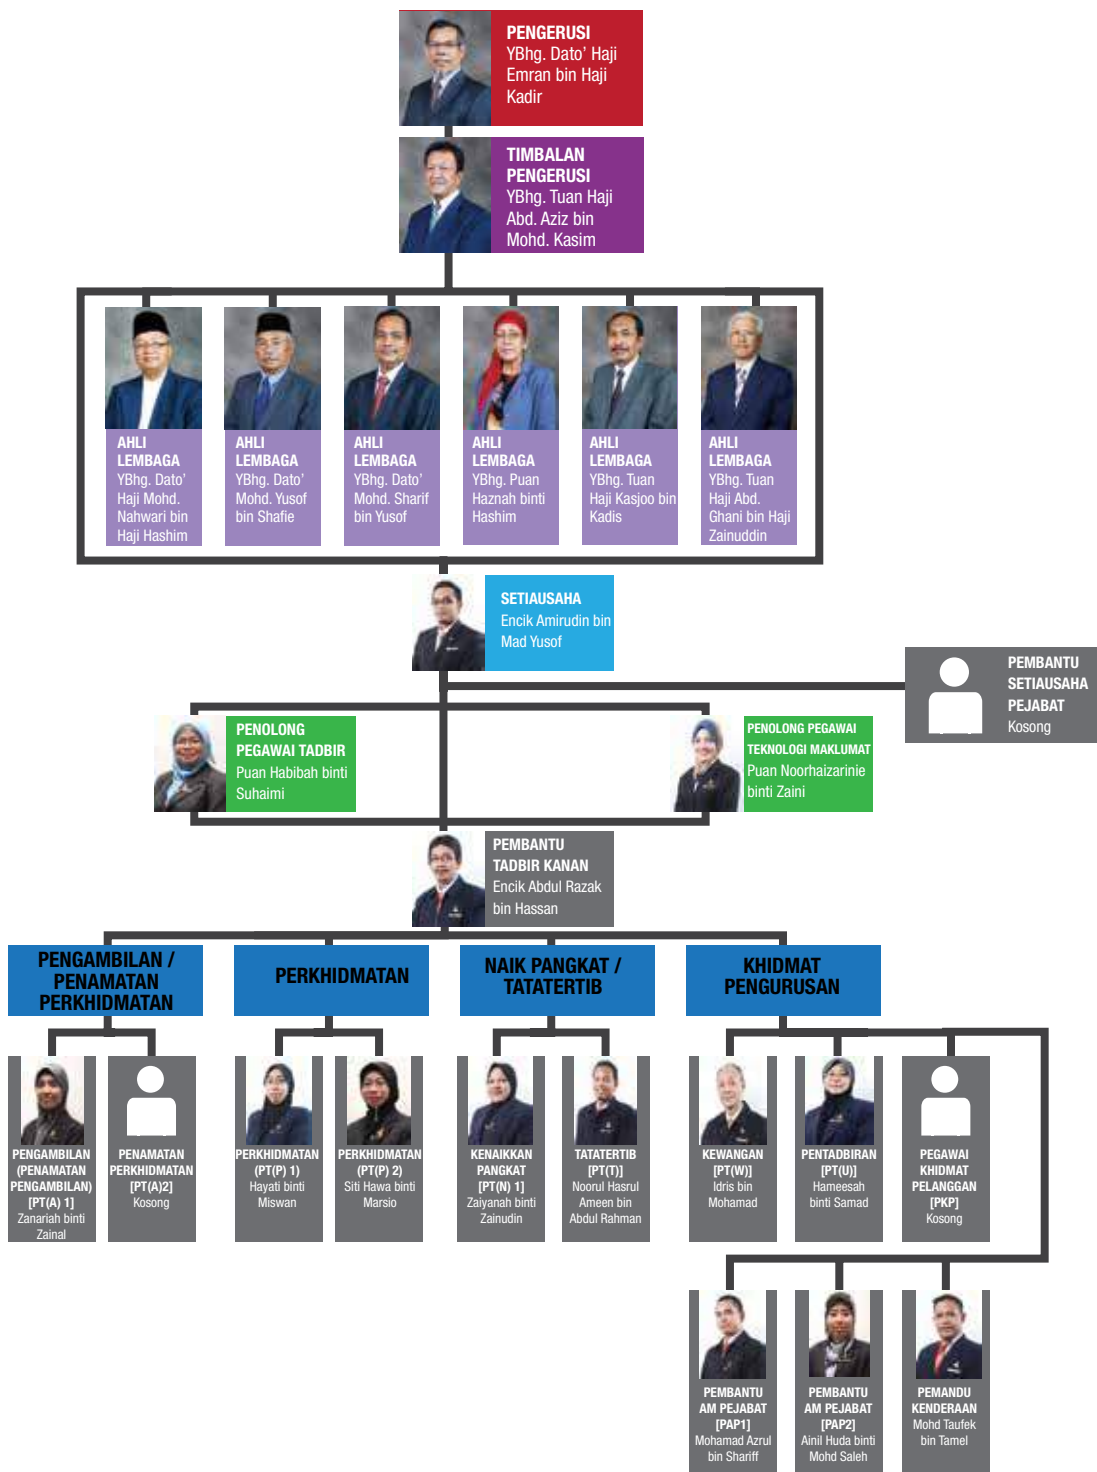 PENGERUSI
YBhg. Dato' Haji
Emran bin Haji
Kadir
TIMBALAN
PENGERUSI
YBhg. Tuan Haji
Abd. Aziz bin
Mohd. Kasim
AHLI
LEMBAGA
YBhg. Dato'
Haji Mohd.
Nahwari bin
Haji Hashim
AHLI
LEMBAGA
YBhg. Dato'
Mohd. Yusof
bin Shafie
AHLI
LEMBAGA
YBhg. Dato'
Mohd. Sharif
bin Yusof
AHLI
LEMBAGA
YBhg. Puan
Haznah binti
Hashim
AHLI
LEMBAGA
YBhg. Tuan
Haji Kasjoo bin
Kadis
AHLI
LEMBAGA
YBhg. Tuan
Haji Abd.
Ghani bin Haji
Zainuddin
SETIAUSAHA
Encik Amirudin bin
Mad Yusof
PEMBANTU
SETIAUSAHA
PEJABAT
Kosong
PENOLONG
PEGAWAI TADBIR
Puan Habibah binti
Suhaimi
PENOLONG PEGAWAI
TEKNOLOGI MAKLUMAT
Puan Noorhaizarinie
binti Zaini
PEMBANTU
TADBIR KANAN
Encik Abdul Razak
bin Hassan
PENGAMBILAN /
PENAMATAN
PERKHIDMATAN
PERKHIDMATAN
NAIK PANGKAT /
TATATERTIB
KHIDMAT
PENGURUSAN
PENGAMBILAN
(PENAMATAN
PENGAMBILAN)
[PT(A) 1]
Zanariah binti
Zainal
PENAMATAN
PERKHIDMATAN
[PT(A)2]
Kosong
PERKHIDMATAN
(PT(P) 1)
Hayati binti
Miswan
PERKHIDMATAN
(PT(P) 2)
Siti Hawa binti
Marsio
KENAIKKAN
PANGKAT
[PT(N) 1]
Zaiyanah binti
Zainudin
TATATERTIB
[PT(T)]
Noorul Hasrul
Ameen bin
Abdul Rahman
KEWANGAN
[PT(W)]
Idris bin
Mohamad
PENTADBIRAN
[PT(U)]
Hameesah
binti Samad
PEGAWAI
KHIDMAT
PELANGGAN
[PKP]
Kosong
PEMBANTU
AM PEJABAT
[PAP1]
Mohamad Azrul
bin Shariff
PEMBANTU
AM PEJABAT
[PAP2]
Ainil Huda binti
Mohd Saleh
PEMANDU
KENDERAAN
Mohd Taufek
bin Tamel